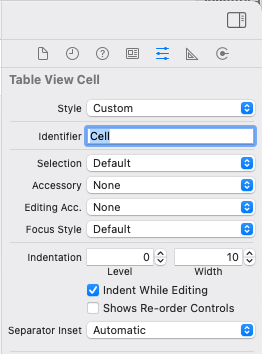 Table View Cell
Style Custom
Identifier Cell
Selection Default
Accessory None
Editing Acc. None
Focus Style Default
Indentation 0 10
Level Width
Indent While Editing
Shows Re-order Controls
Separator Inset Automatic